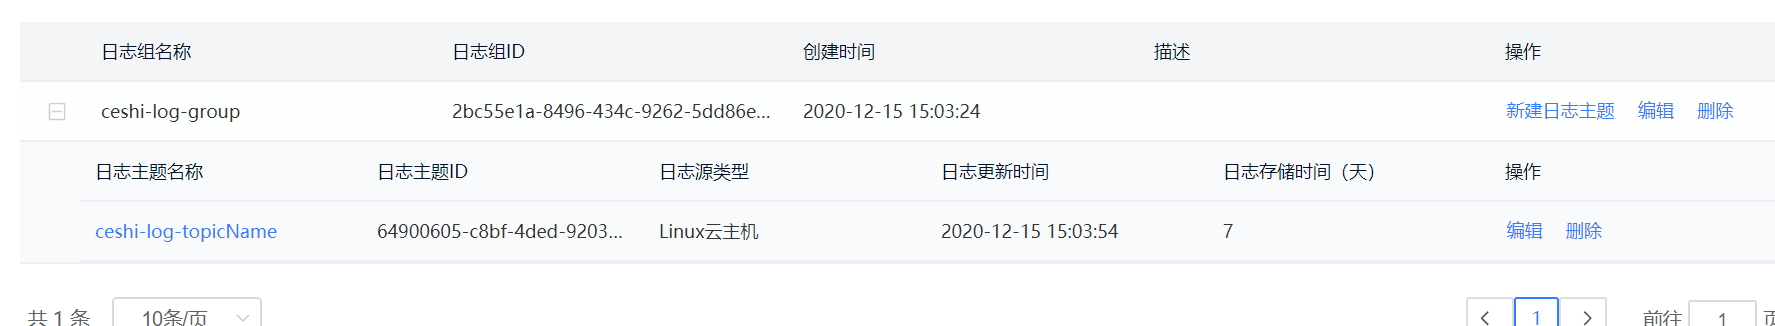 日志组名称 日志组ID 创建时间 描述 操作
ceshi-log-group 2bc55e1a-8496-434c-9262-5dd86e... 2020-12-15 15:03:24 新建日志主题 编辑 删除
日志主题名称 日志主题ID 日志源类型 日志更新时间 日志存储时间（天） 操作
ceshi-log-topicName 64900605-c8bf-4ded-9203... Linux云主机 2020-12-15 15:03:54 7 编辑 删除
共 1 条 10条/页 1 前往 1 页